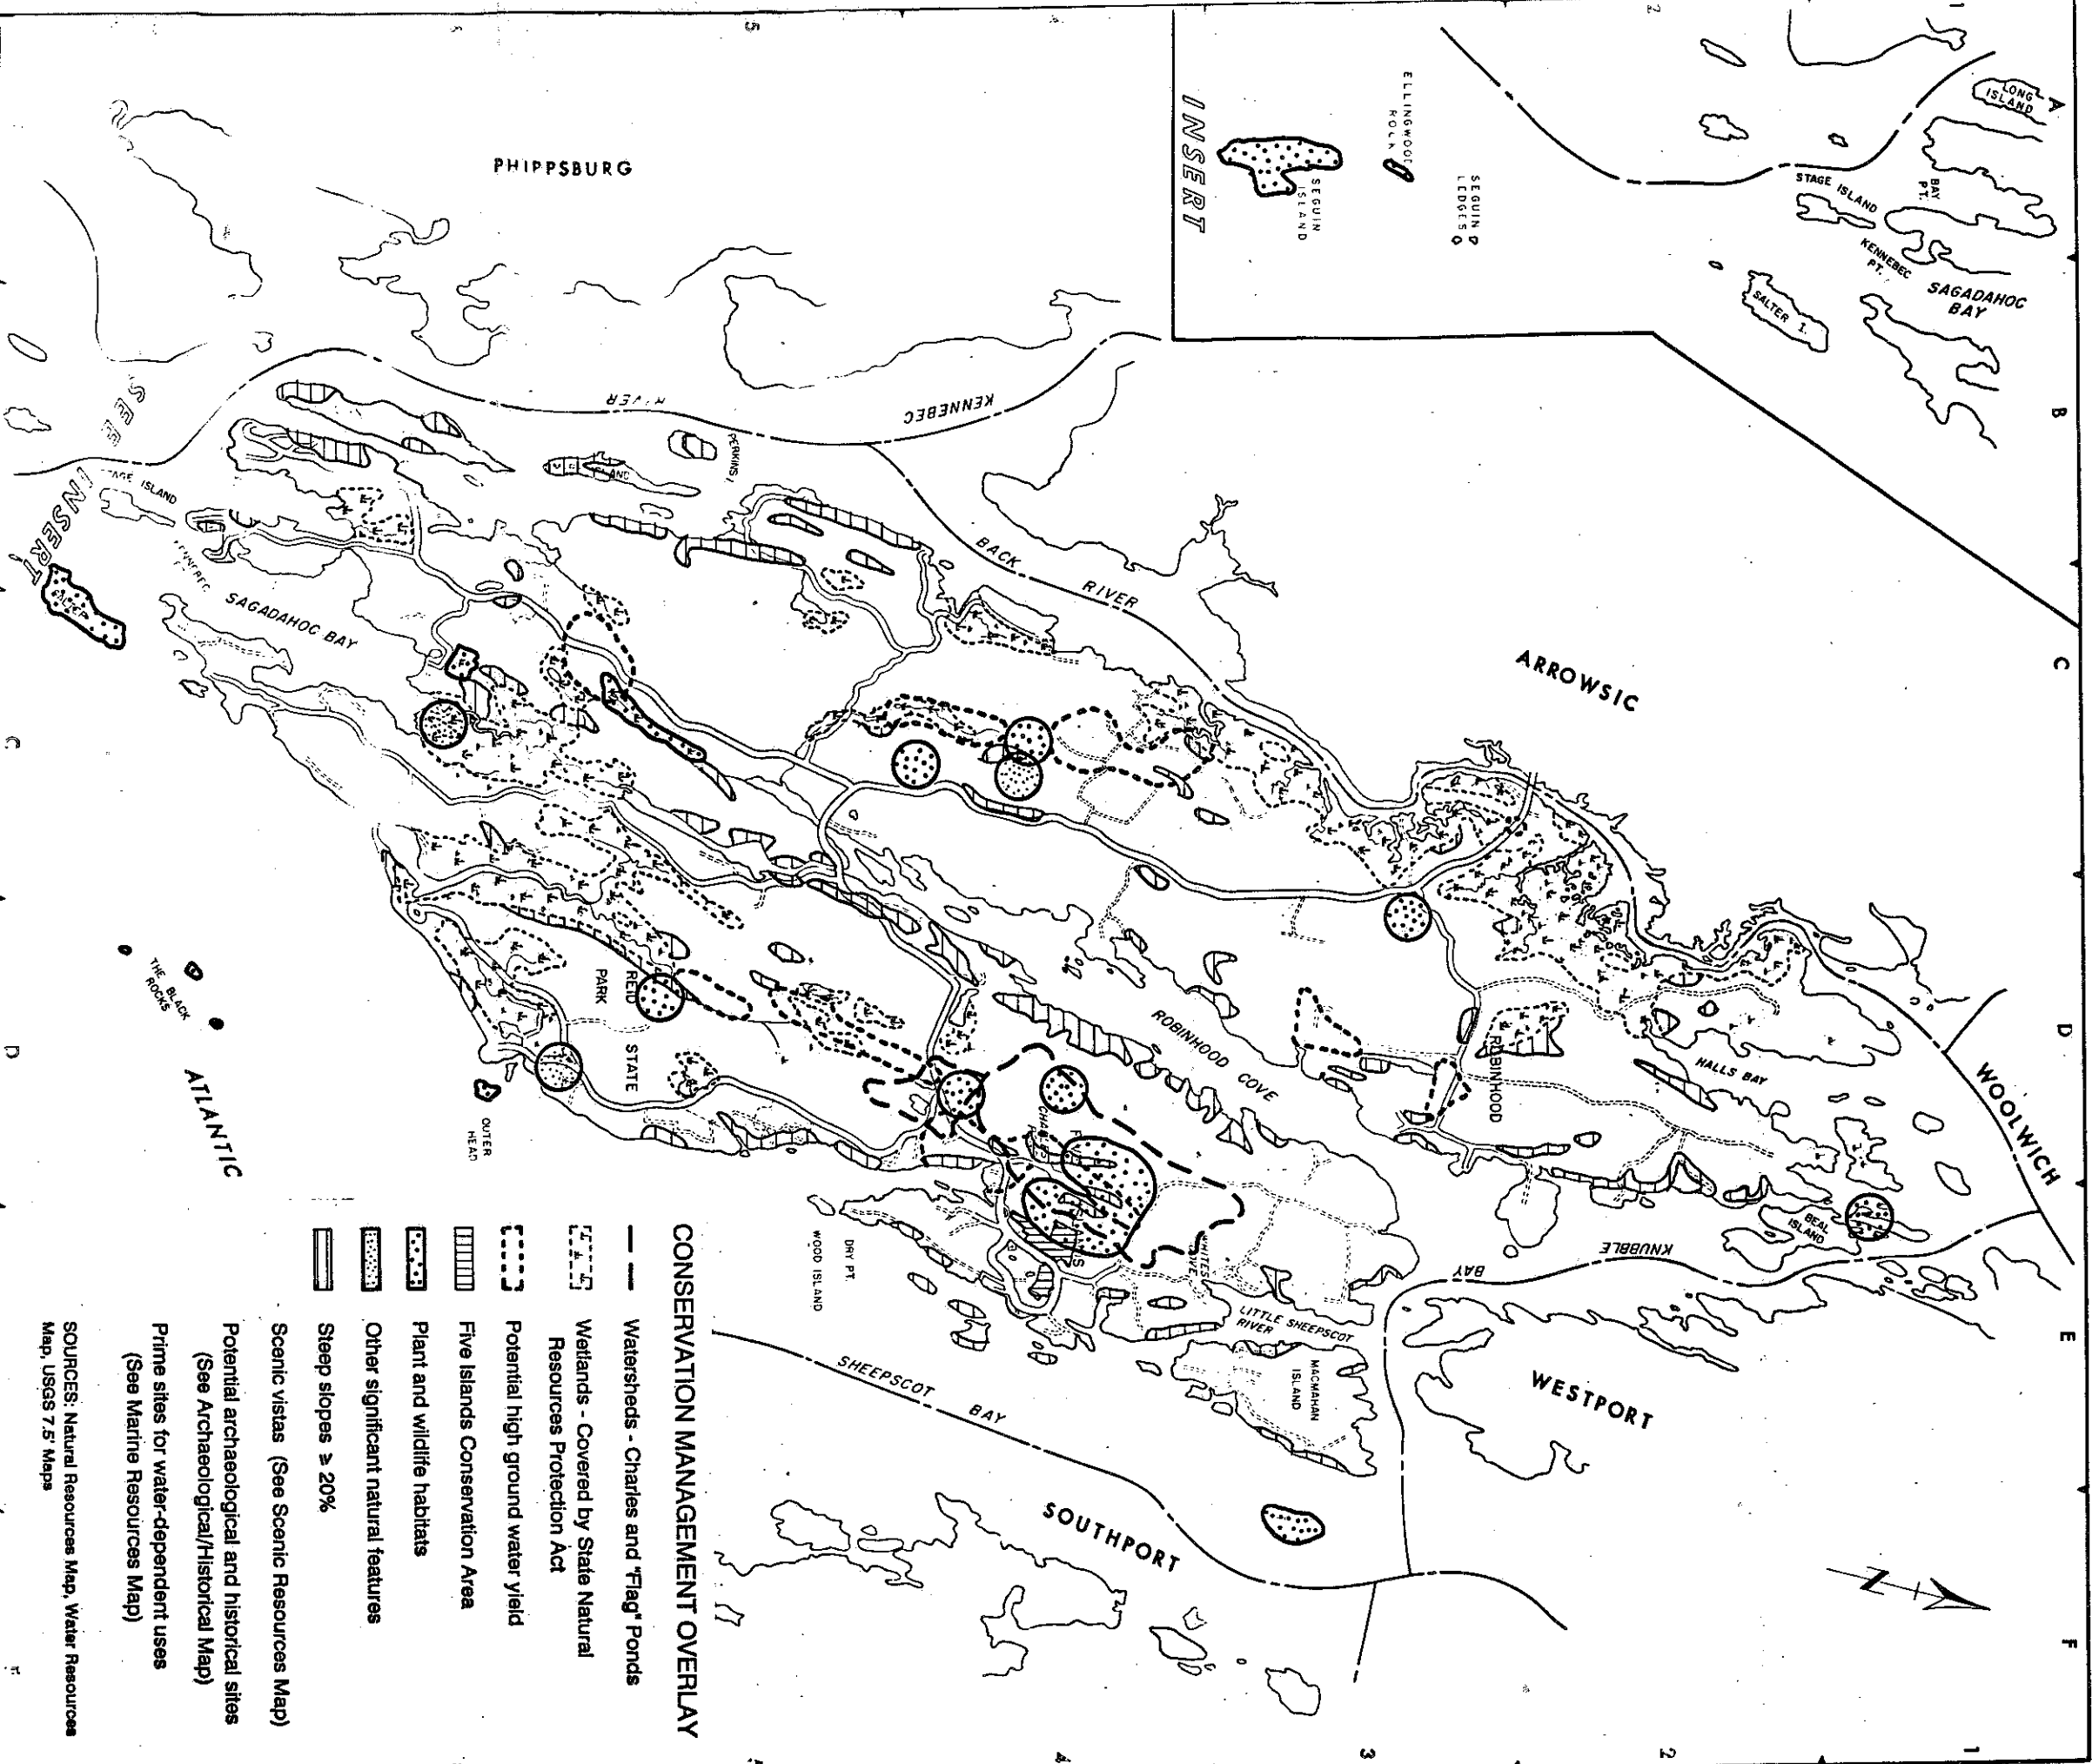 1
2
3
4
5
A
B
C
D
E
F
C
D
LONG
ISLAND
BAY
PT.
STAGE ISLAND
KENNEBEC
PT.
SAGADAHOC
BAY
SALTER I.
SEGUIN
LEDGES
SEGUIN
ISLAND
INSERT
PHIPPSBURG
KENNEBEC
RIVER
PERKINS I.
BACK RIVER
ARROWSIC
SEE
INSERT
SAGADAHOC BAY
SALTER
REID
STATE
PARK
ROBINHOOD COVE
ROBINHOOD
HALLS BAY
WOOLWICH
BEAL
ISLAND
KNUBBLE
BAY
THE BLACK
ROCKS
ATLANTIC
OUTER
HEAD
DRY PT.
WOOD ISLAND
LITTLE SHEEPSCOT
RIVER
MACMAHAN
ISLAND
SHEEPSCOT BAY
WESTPORT
SOUTHPORT
N
CONSERVATION MANAGEMENT OVERLAY
Watersheds - Charles and "Flag" Ponds
Wetlands - Covered by State Natural
Resources Protection Act
Potential high ground water yield
Five Islands Conservation Area
Plant and wildlife habitats
Other significant natural features
Steep slopes ≥ 20%
Scenic vistas (See Scenic Resources Map)
Potential archaeological and historical sites
(See Archaeological/Historical Map)
Prime sites for water-dependent uses
(See Marine Resources Map)
SOURCES: Natural Resources Map, Water Resources
Map, USGS 7.5' Maps